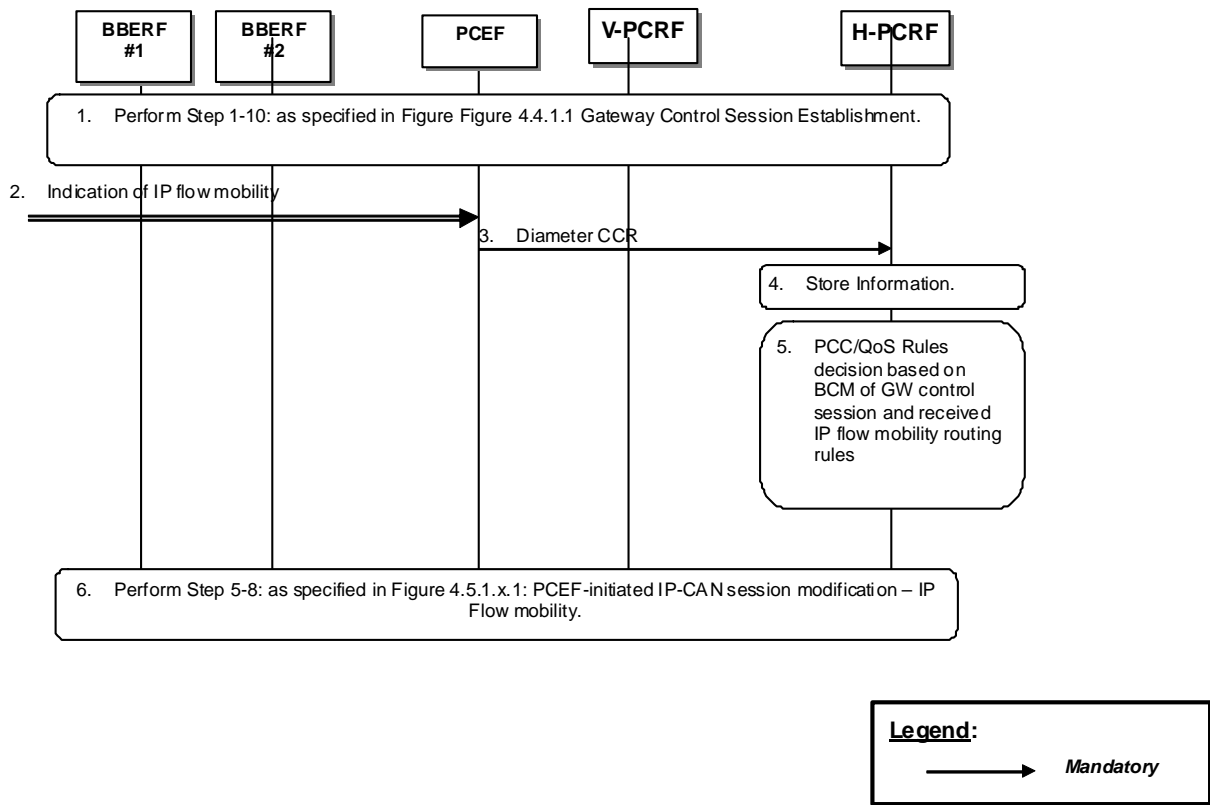 BBERF
#1
BBERF
#2
PCEF
V-PCRF
H-PCRF
1. Perform Step 1-10: as specified in Figure Figure 4.4.1.1 Gateway Control Session Establishment.
2. Indication of IP flow mobility
3. Diameter CCR
4. Store Information.
5. PCC/QoS Rules
decision based on
BCM of GW control
session and received
IP flow mobility routing
rules
6. Perform Step 5-8: as specified in Figure 4.5.1.x.1: PCEF-initiated IP-CAN session modification – IP
Flow mobility.
Legend:
Mandatory